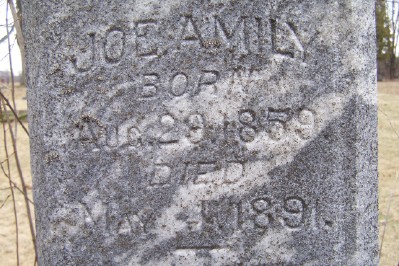 JOE. AMILY
BORN
AUG. 29. 1859.
DIED
MAY 4. 1891.